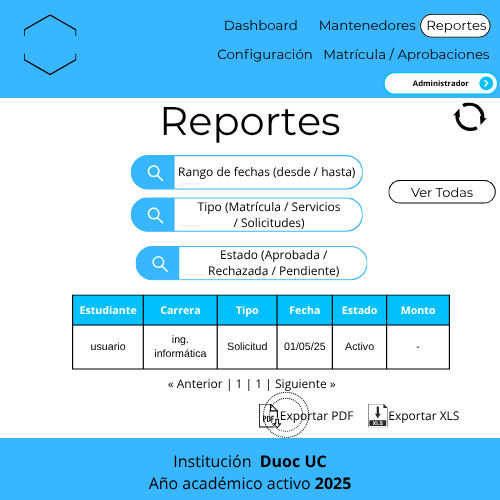 Dashboard Mantenedores Reportes
Configuración Matrícula / Aprobaciones
Administrador
Reportes
Rango de fechas (desde / hasta)
Ver Todas
Tipo (Matrícula / Servicios
/ Solicitudes)
Estado (Aprobada /
Rechazada / Pendiente)
Estudiante Carrera Tipo Fecha Estado Monto
usuario ing. informática Solicitud 01/05/25 Activo -
« Anterior | 1 | 1 | Siguiente »
PDF Exportar PDF XLS Exportar XLS
Institución Duoc UC
Año académico activo 2025